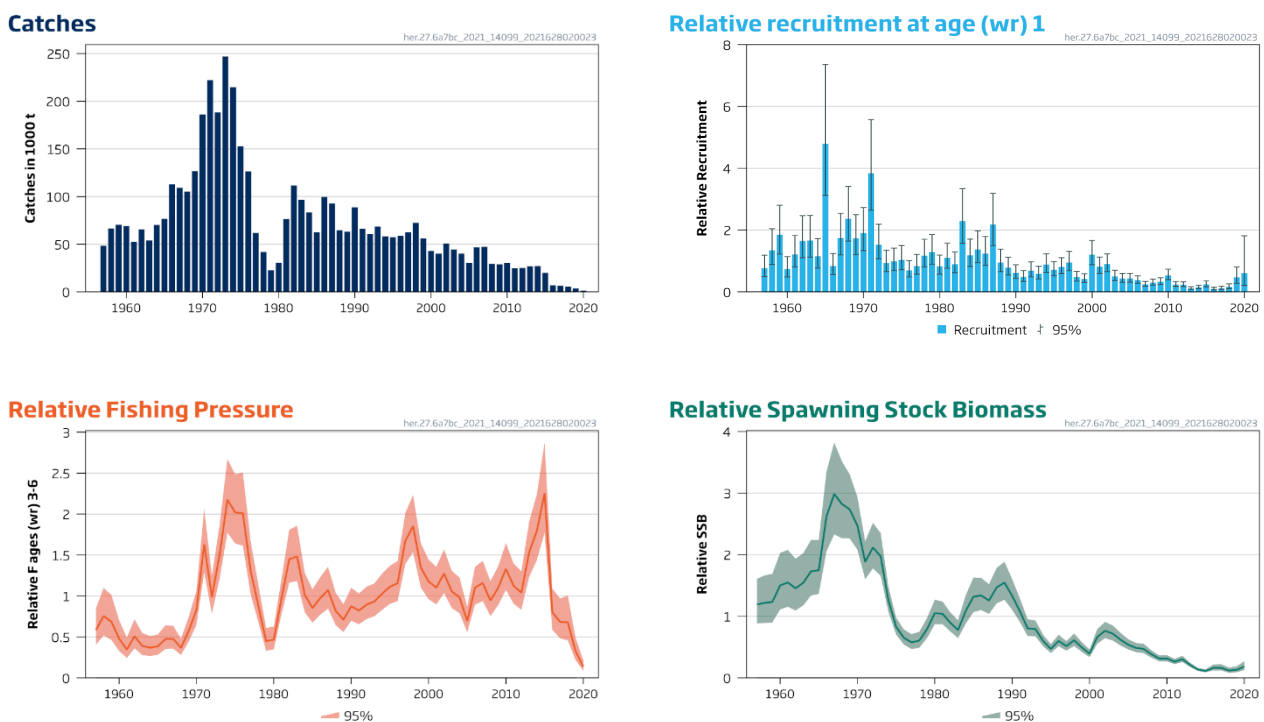 Catches
her.27.6a7bc_2021_14099_2021628020023
Catches in 1000 t
250
200
150
100
50
0
1960 1970 1980 1990 2000 2010 2020
Relative recruitment at age (wr) 1
her.27.6a7bc_2021_14099_2021628020023
Relative Recruitment
8
6
4
2
0
1960 1970 1980 1990 2000 2010 2020
Recruitment 95%
Relative Fishing Pressure
her.27.6a7bc_2021_14099_2021628020023
Relative F ages (wr) 3-6
3
2.5
2
1.5
1
0.5
0
1960 1970 1980 1990 2000 2010 2020
95%
Relative Spawning Stock Biomass
her.27.6a7bc_2021_14099_2021628020023
Relative SSB
4
3
2
1
0
1960 1970 1980 1990 2000 2010 2020
95%